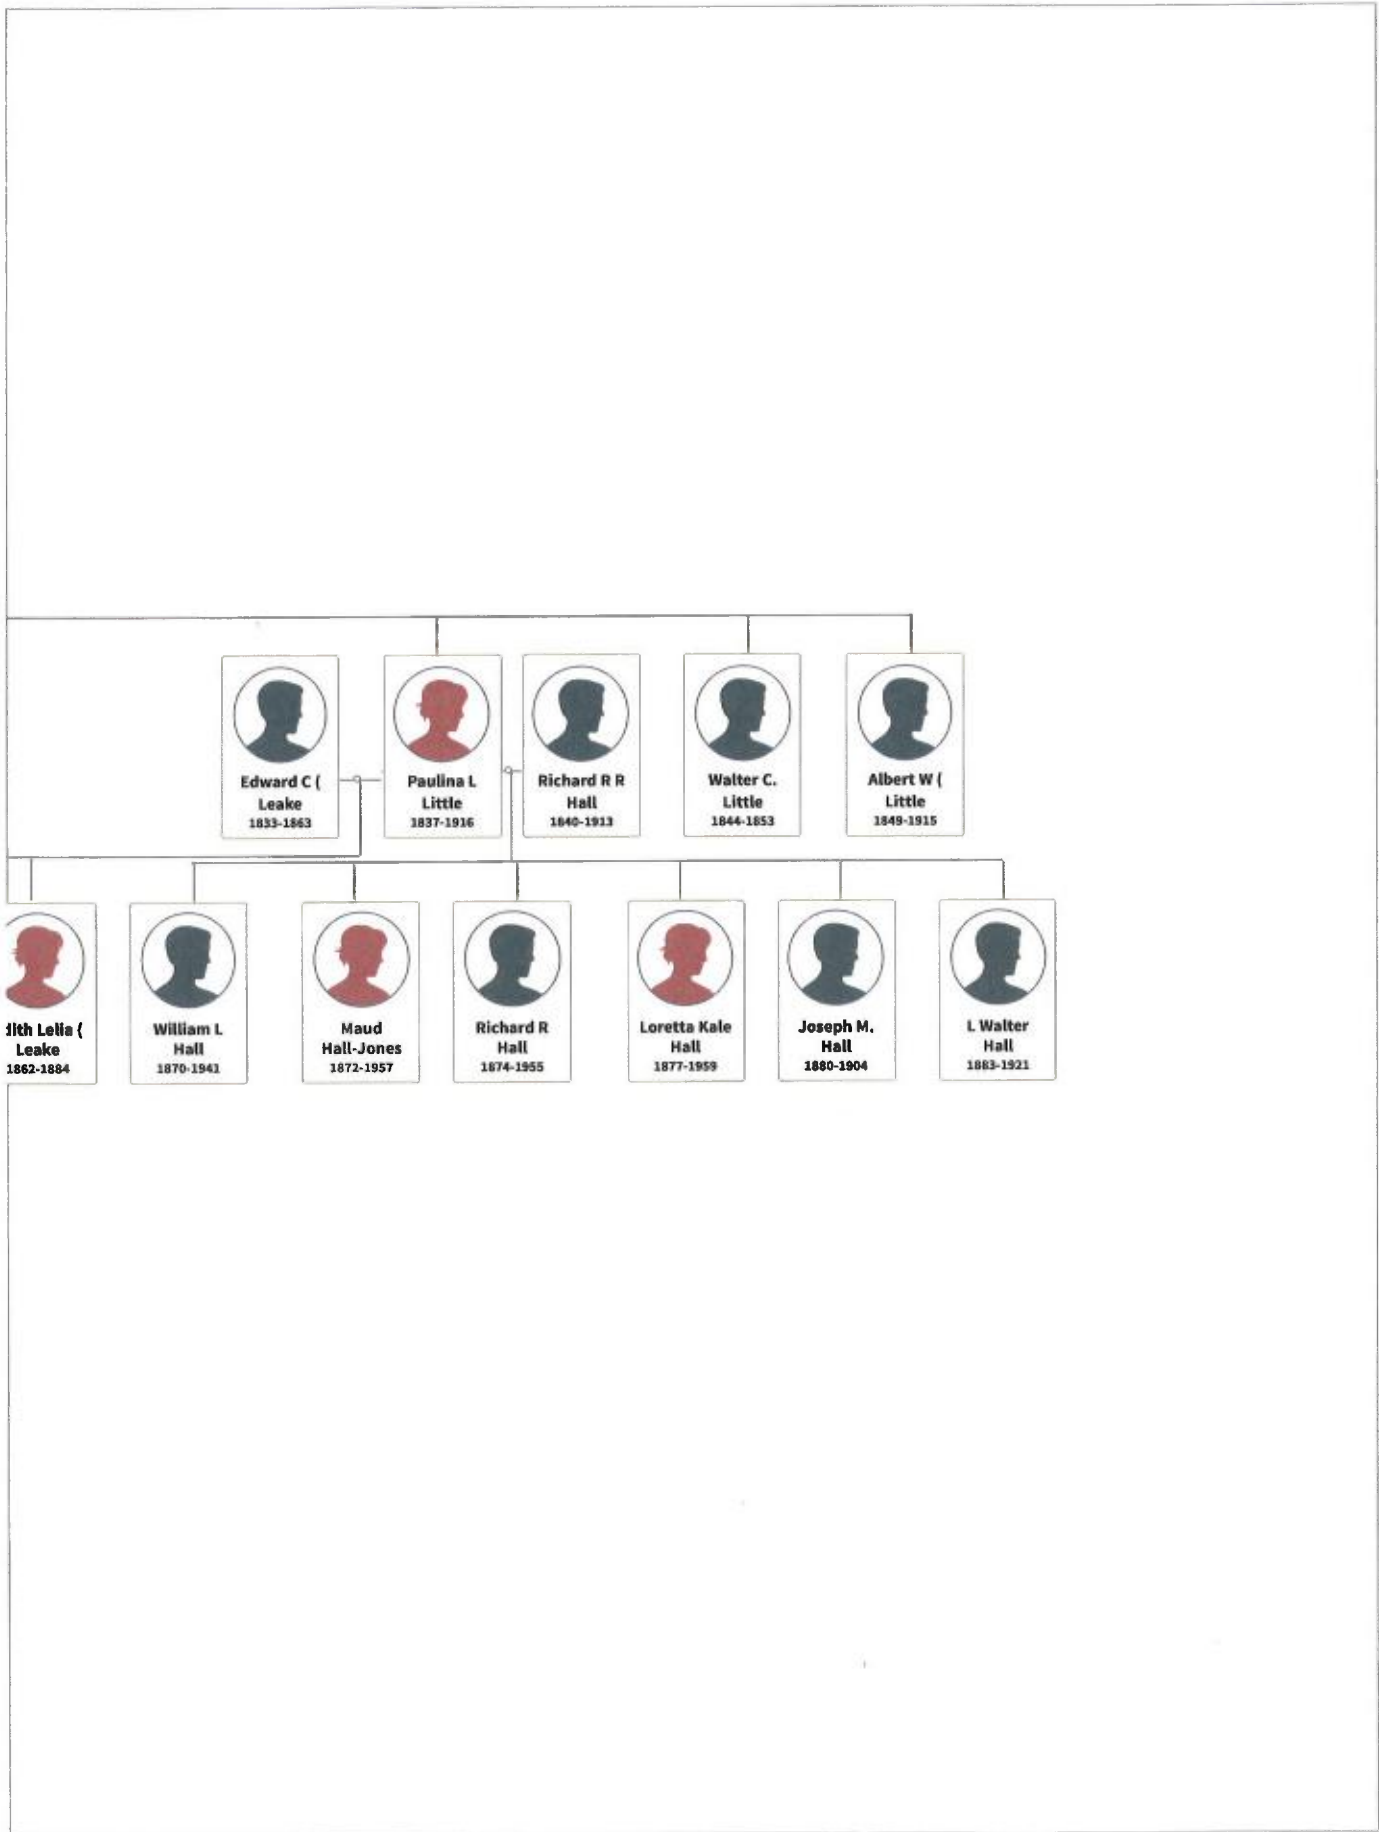 Edward C (
Leake
1833-1863
Paulina L
Little
1837-1916
Richard R R
Hall
1840-1913
Walter C.
Little
1844-1853
Albert W (
Little
1849-1915
Lelia (
Leake
1862-1884
William L
Hall
1870-1941
Maud
Hall-Jones
1872-1957
Richard R
Hall
1874-1955
Loretta Kale
Hall
1877-1959
Joseph M.
Hall
1880-1904
L Walter
Hall
1883-1921